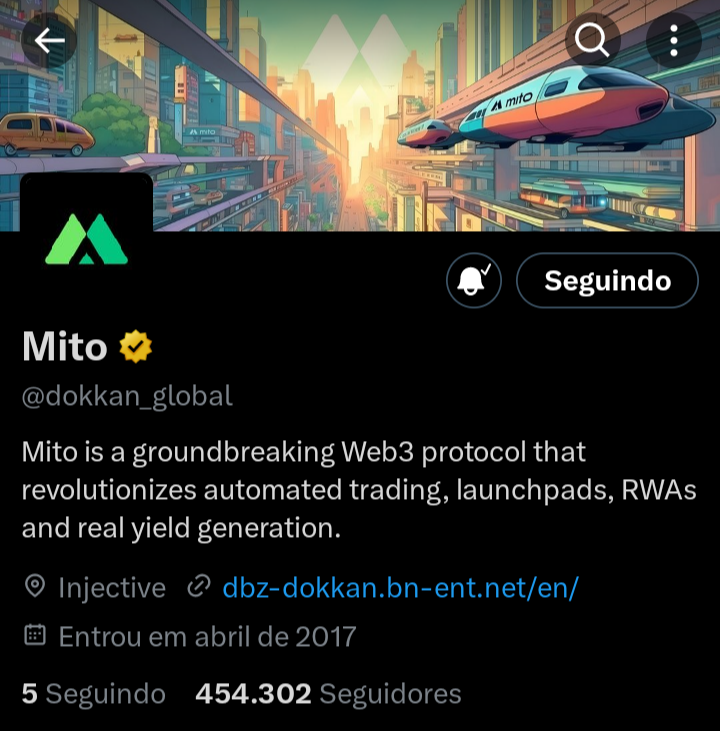 mito
mito
Seguindo
Mito
@dokkan_global
Mito is a groundbreaking Web3 protocol that
revolutionizes automated trading, launchpads, RWAs
and real yield generation.
Injective dbz-dokkan.bn-ent.net/en/
Entrou em abril de 2017
5 Seguindo 454.302 Seguidores